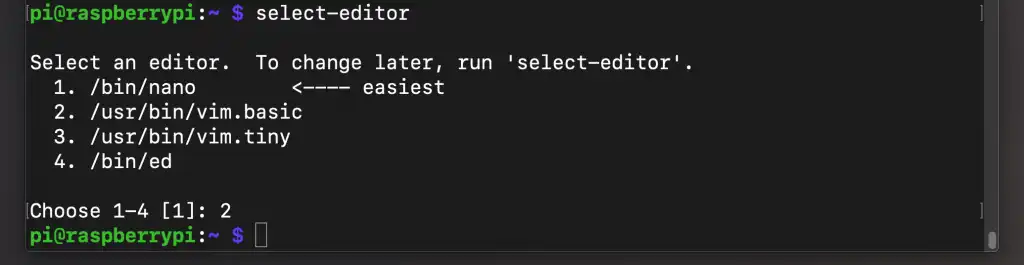 pi@raspberrypi:~ $ select-editor
Select an editor.  To change later, run 'select-editor'.
  1. /bin/nano        <---- easiest
  2. /usr/bin/vim.basic
  3. /usr/bin/vim.tiny
  4. /bin/ed
Choose 1-4 [1]: 2
pi@raspberrypi:~ $